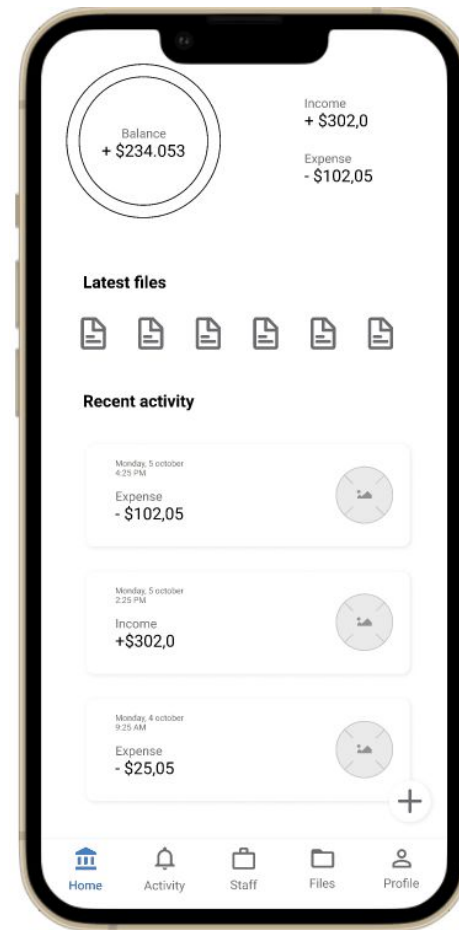 Balance
+ $234.053
Income
+ $302,0
Expense
- $102,05
Latest files
Recent activity
Monday, 5 october
4:25 PM
Expense
- $102,05
Monday, 5 october
2:25 PM
Income
+$302,0
Monday, 4 october
9:25 AM
Expense
- $25,05
Home
Activity
Staff
Files
Profile